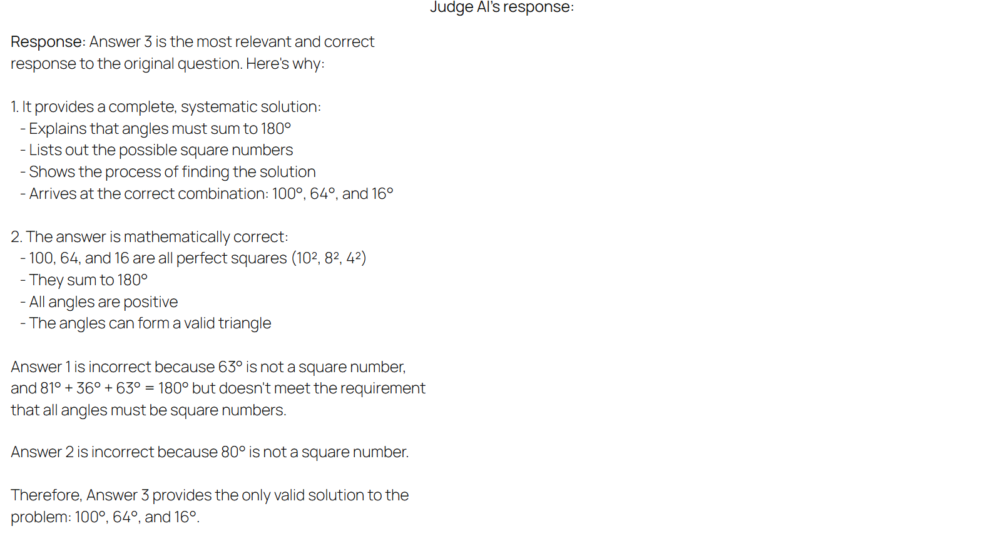 Judge AI's response:
Response: Answer 3 is the most relevant and correct
response to the original question. Here's why:
1. It provides a complete, systematic solution:
- Explains that angles must sum to 180°
- Lists out the possible square numbers
- Shows the process of finding the solution
- Arrives at the correct combination: 100°, 64°, and 16°
2. The answer is mathematically correct:
- 100, 64, and 16 are all perfect squares (10², 8², 4²)
- They sum to 180°
- All angles are positive
- The angles can form a valid triangle
Answer 1 is incorrect because 63° is not a square number,
and 81° + 36° + 63° = 180° but doesn't meet the requirement
that all angles must be square numbers.
Answer 2 is incorrect because 80° is not a square number.
Therefore, Answer 3 provides the only valid solution to the
problem: 100°, 64°, and 16°.